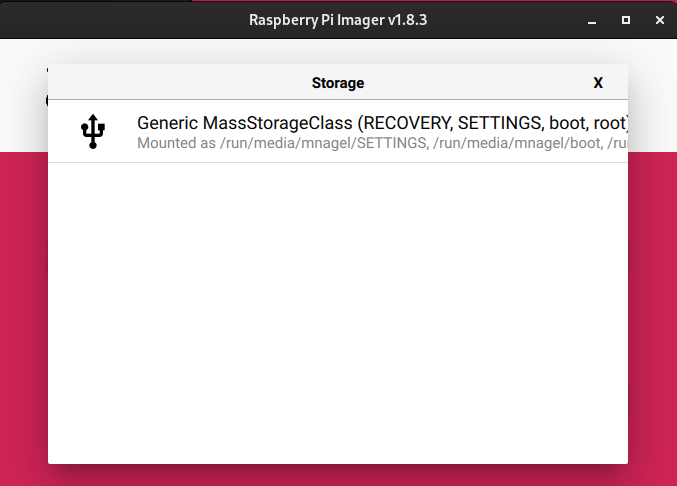 Raspberry Pi Imager v1.8.3
Storage
X
Generic MassStorageClass (RECOVERY, SETTINGS, boot, root)
Mounted as /run/media/mnagel/SETTINGS, /run/media/mnagel/boot, /ru